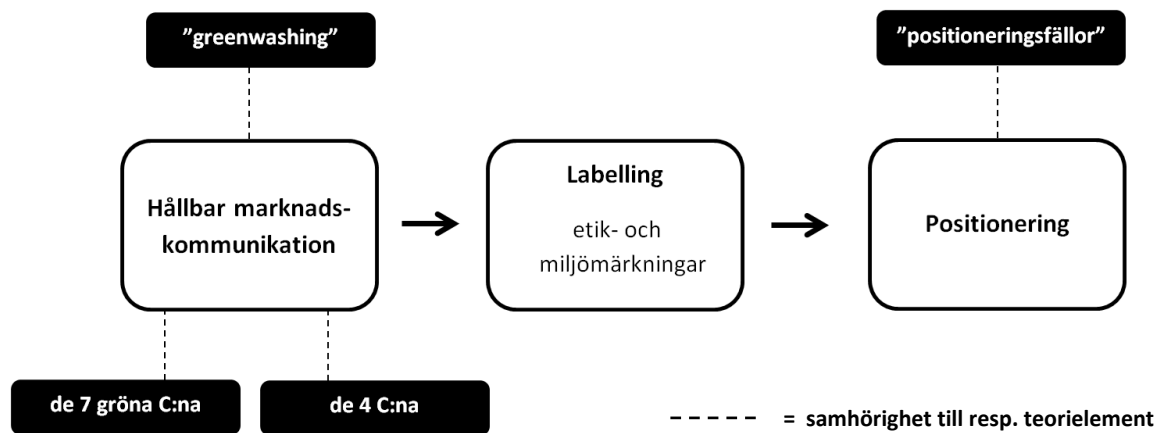 ”greenwashing”
”positioneringsfällor”
Hållbar marknads-
kommunikation
Labelling
etik- och
miljömärkningar
Positionering
de 7 gröna C:na
de 4 C:na
= samhörighet till resp. teorielement